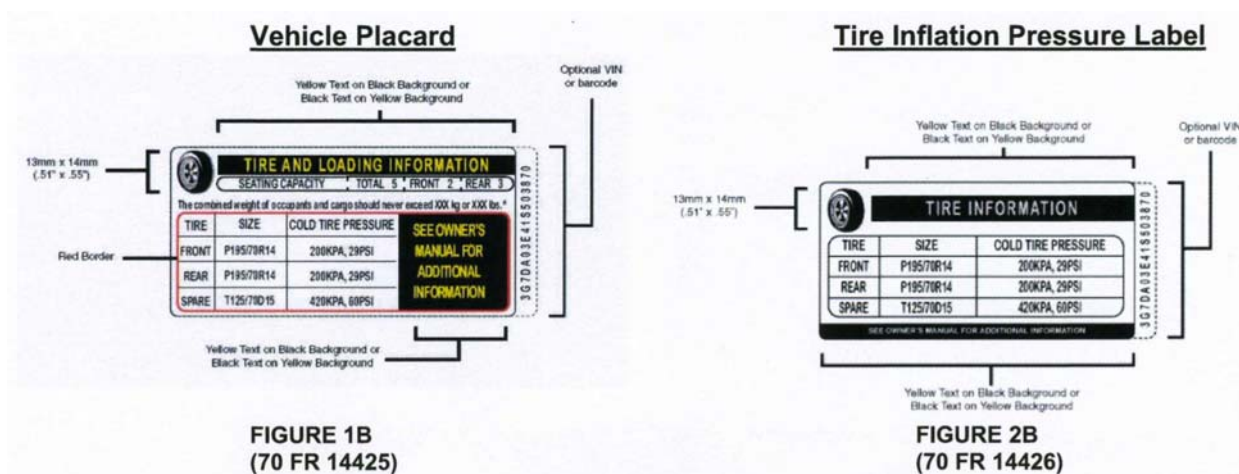 Vehicle Placard
Yellow Text on Black Background or
Black Text on Yellow Background
Optional VIN
or barcode
13mm x 14mm
(.51" x .55")
TIRE AND LOADING INFORMATION
SEATING CAPACITY TOTAL 5 FRONT 2 REAR 3
The combined weight of occupants and cargo should never exceed XXX kg or XXX lbs.*
TIRE SIZE COLD TIRE PRESSURE
FRONT P195/70R14 200KPA, 29PSI
REAR P195/70R14 200KPA, 29PSI
SPARE T125/70D15 420KPA, 60PSI
SEE OWNER'S
MANUAL FOR
ADDITIONAL
INFORMATION
3G7DA03E41S503870
Red Border
Yellow Text on Black Background or
Black Text on Yellow Background
FIGURE 1B
(70 FR 14425)
Tire Inflation Pressure Label
Yellow Text on Black Background or
Black Text on Yellow Background
Optional VIN
or barcode
13mm x 14mm
(.51" x .55")
TIRE INFORMATION
TIRE SIZE COLD TIRE PRESSURE
FRONT P195/70R14 200KPA, 29PSI
REAR P195/70R14 200KPA, 29PSI
SPARE T125/70D15 420KPA, 60PSI
SEE OWNER'S MANUAL FOR ADDITIONAL INFORMATION
3G7DA03E41S503870
Yellow Text on Black Background or
Black Text on Yellow Background
FIGURE 2B
(70 FR 14426)